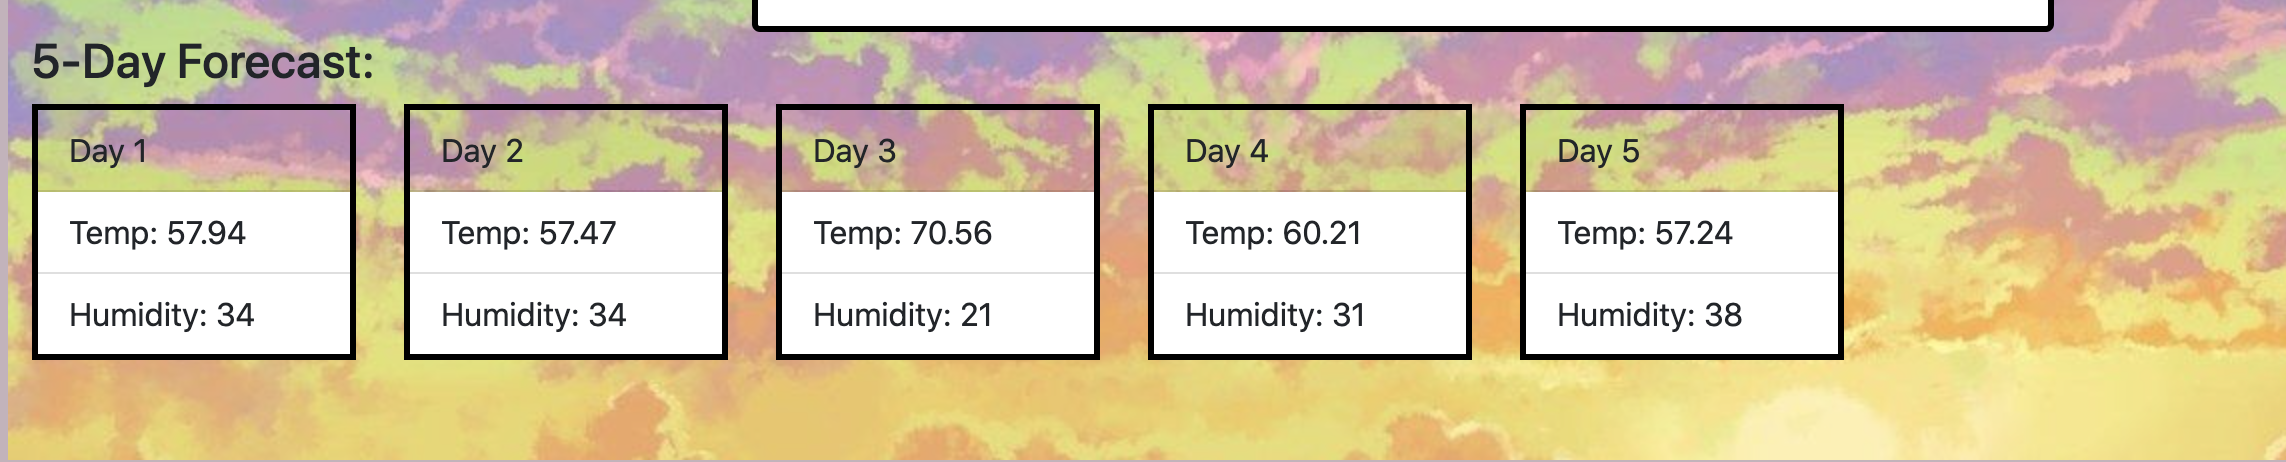 5-Day Forecast:
Day 1
Temp: 57.94
Humidity: 34
Day 2
Temp: 57.47
Humidity: 34
Day 3
Temp: 70.56
Humidity: 21
Day 4
Temp: 60.21
Humidity: 31
Day 5
Temp: 57.24
Humidity: 38